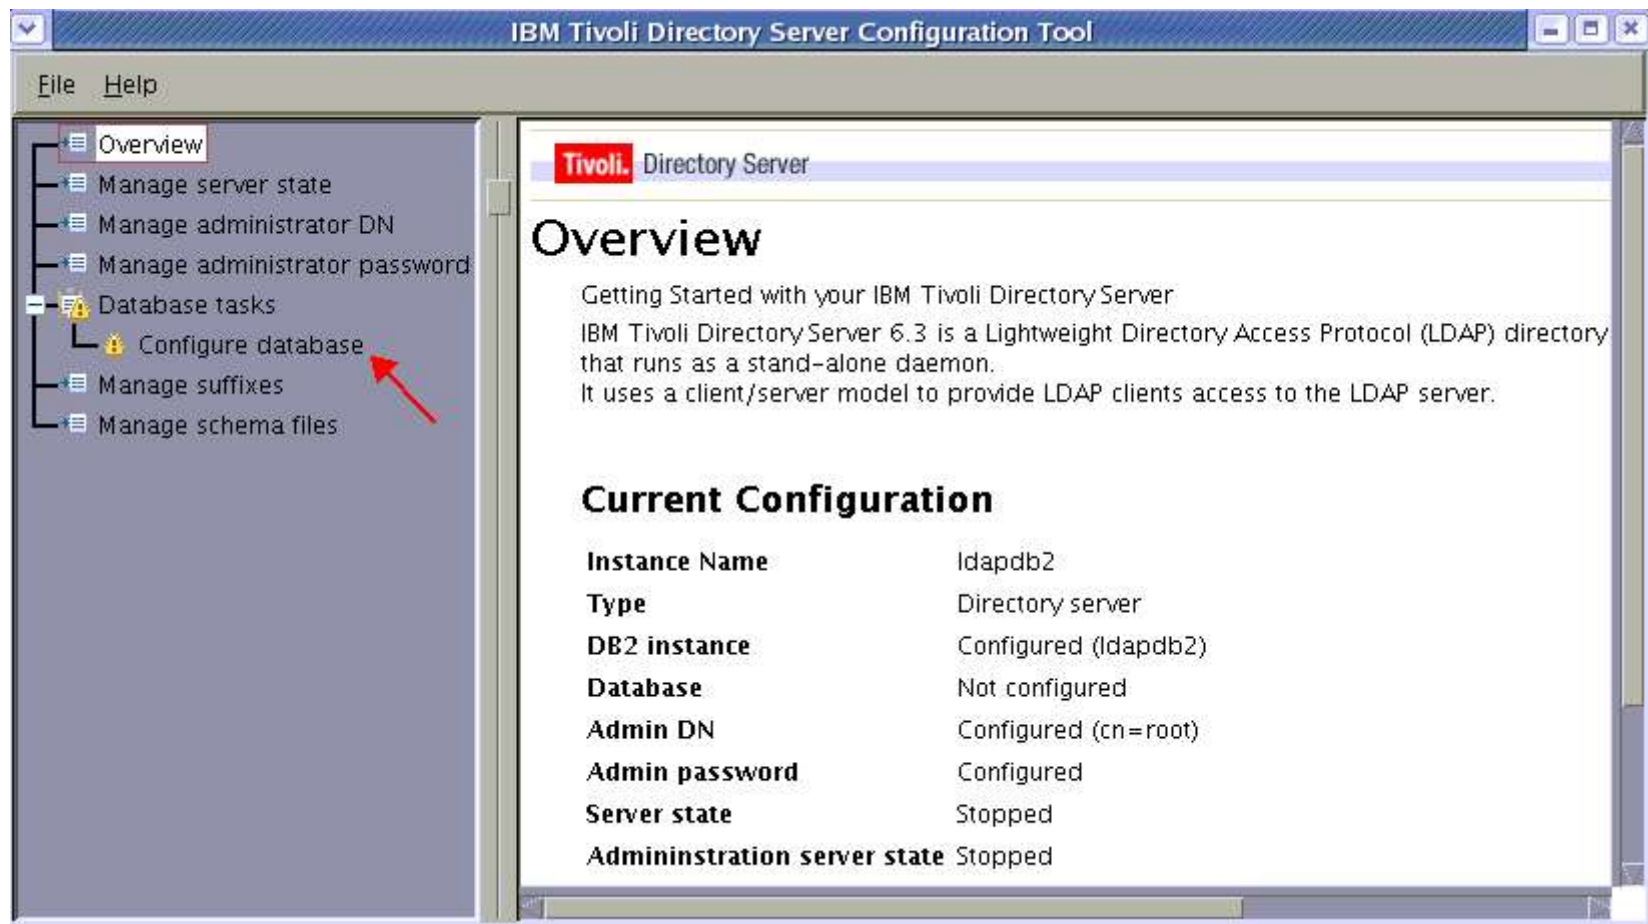 IBM Tivoli Directory Server Configuration Tool
File Help
Overview
Manage server state
Manage administrator DN
Manage administrator password
Database tasks
Configure database
Manage suffixes
Manage schema files
Tivoli. Directory Server
Overview
Getting Started with your IBM Tivoli Directory Server
IBM Tivoli Directory Server 6.3 is a Lightweight Directory Access Protocol (LDAP) directory
that runs as a stand-alone daemon.
It uses a client/server model to provide LDAP clients access to the LDAP server.
Current Configuration
Instance Name ldapdb2
Type Directory server
DB2 instance Configured (ldapdb2)
Database Not configured
Admin DN Configured (cn=root)
Admin password Configured
Server state Stopped
Admininstration server state Stopped